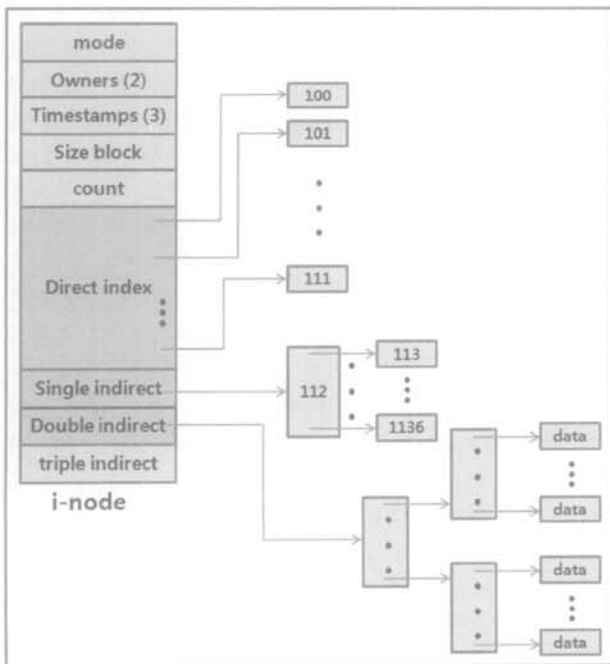 mode
Owners (2)
Timestamps (3)
Size block
count
Direct index
Single indirect
Double indirect
triple indirect
i-node
100
101
111
112
113
1136
data
data
data
data